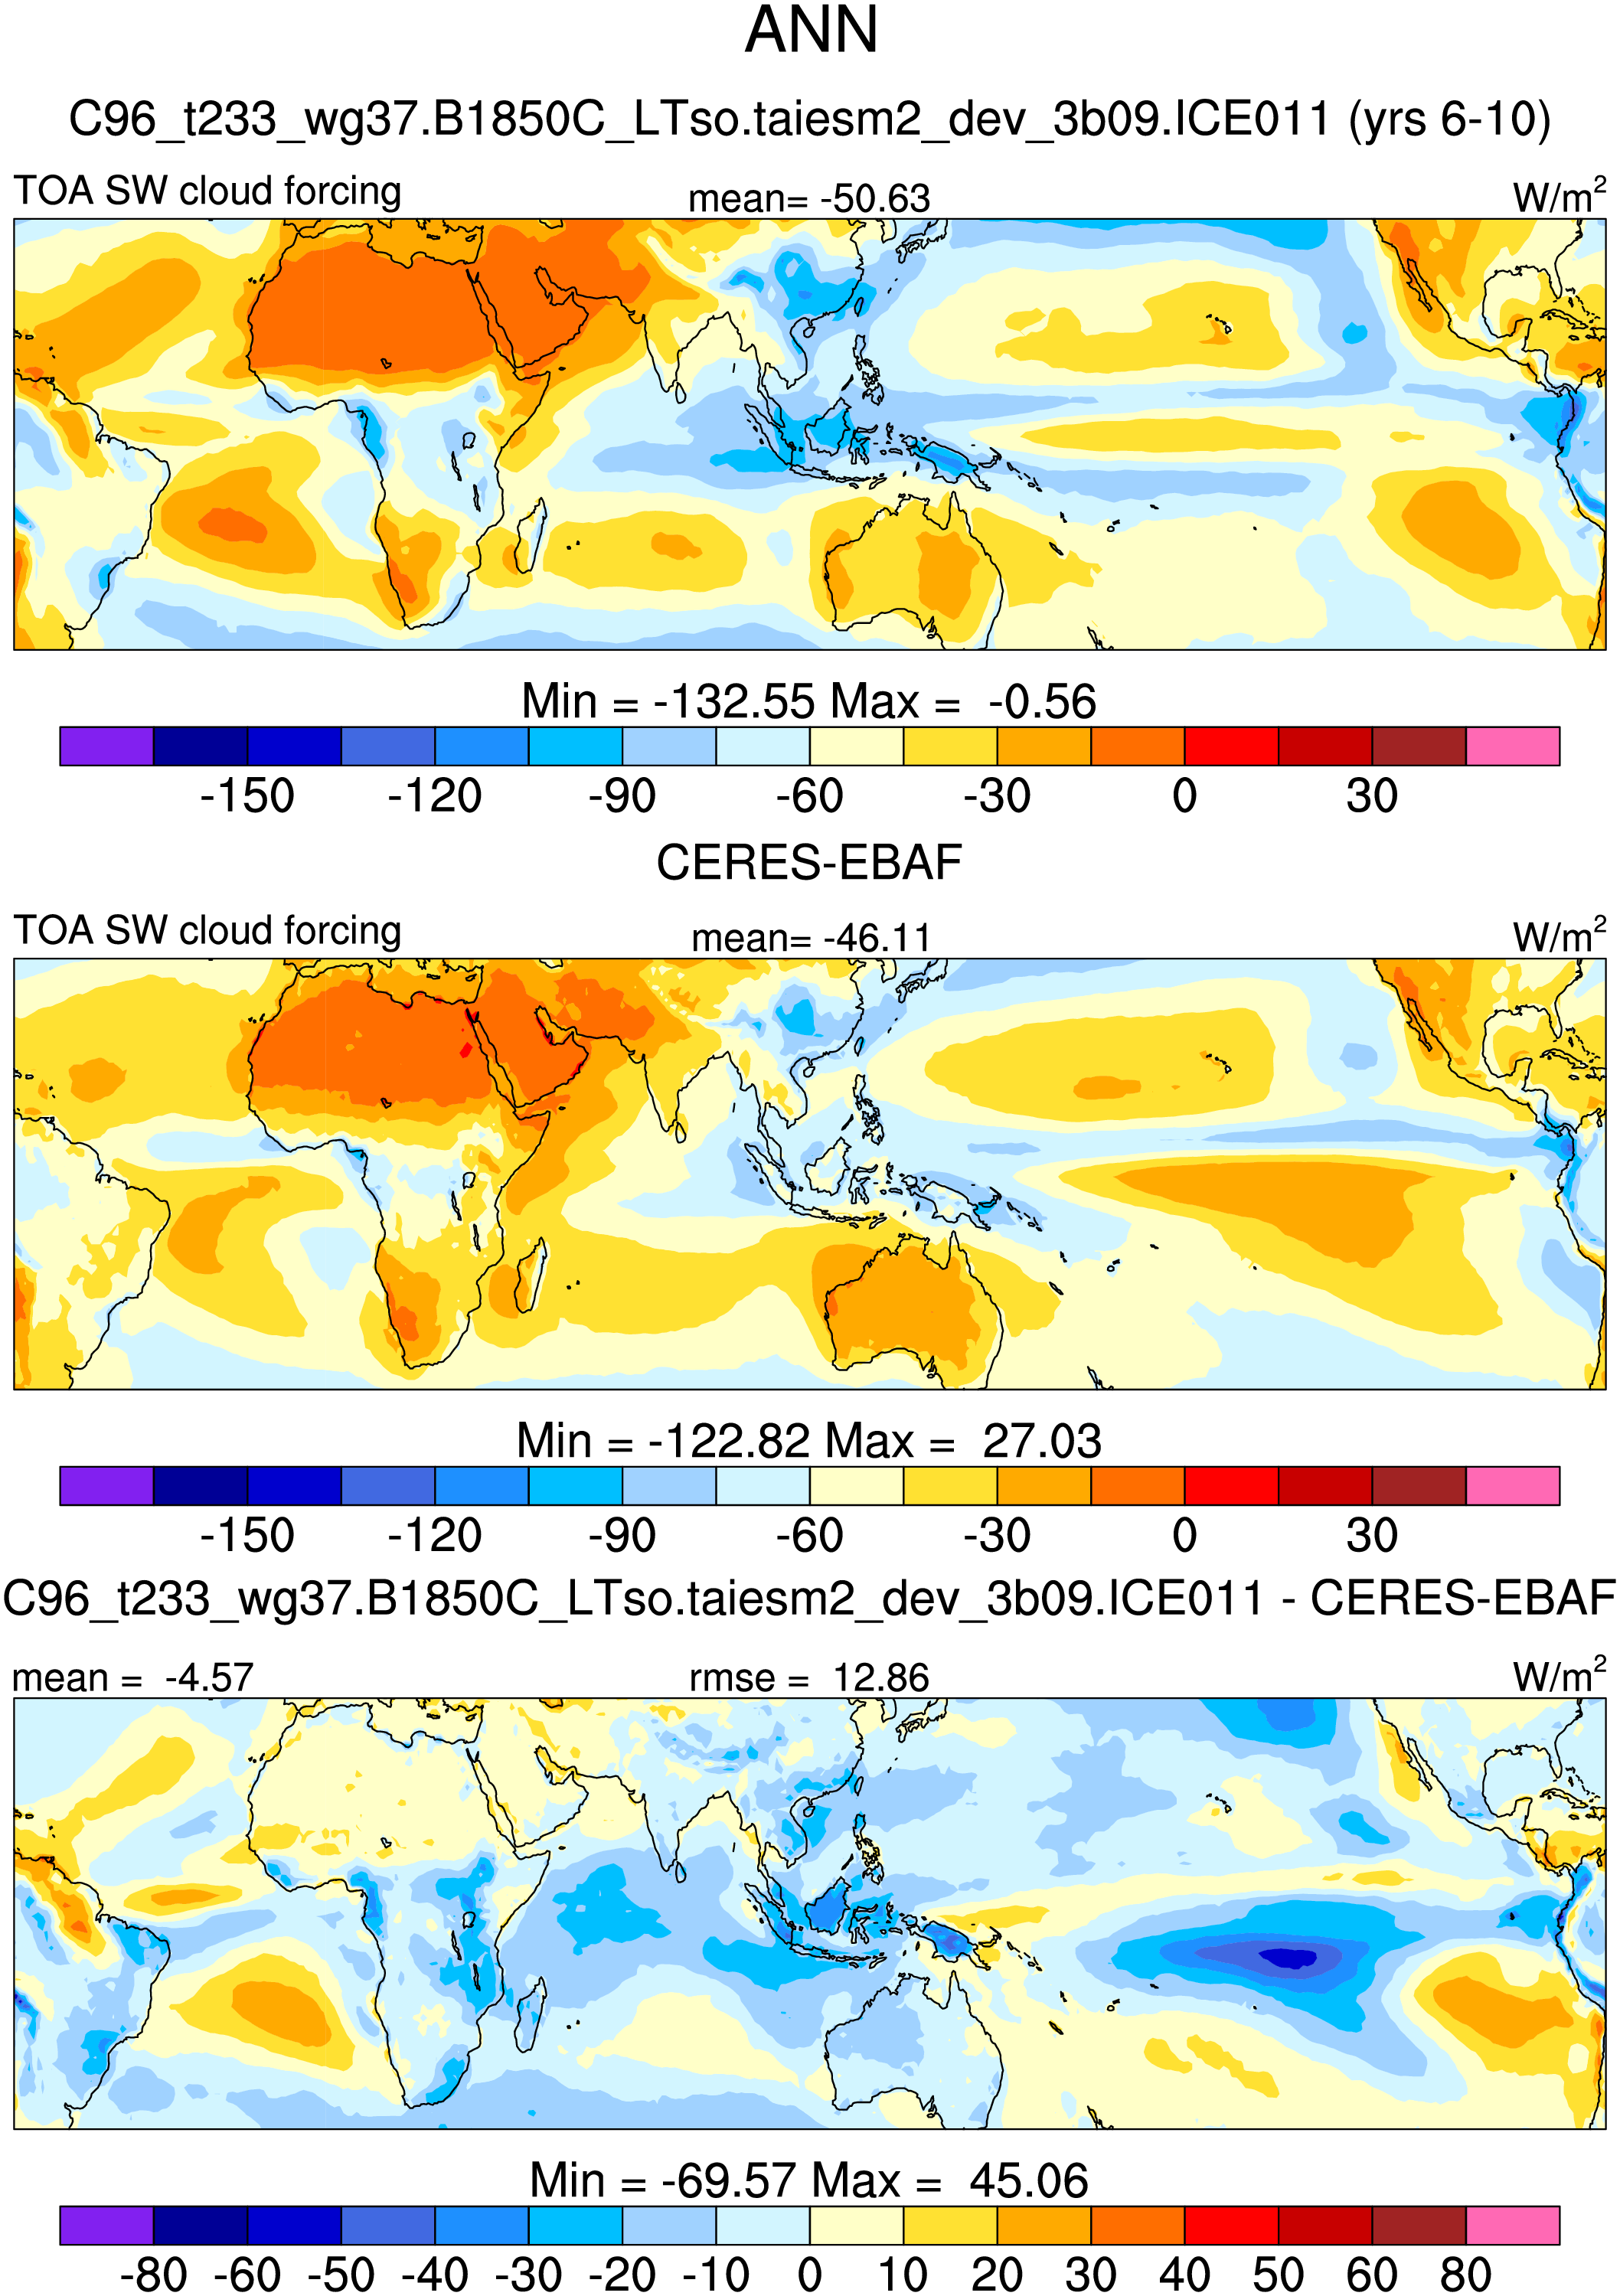 ANN
C96_t233_wg37.B1850C_LTso.taiesm2_dev_3b09.ICE011 (yrs 6-10)
TOA SW cloud forcing mean= -50.63 W/m2
Min = -132.55 Max = -0.56
-150 -120 -90 -60 -30 0 30
CERES-EBAF
TOA SW cloud forcing mean= -46.11 W/m2
Min = -122.82 Max = 27.03
-150 -120 -90 -60 -30 0 30
C96_t233_wg37.B1850C_LTso.taiesm2_dev_3b09.ICE011 - CERES-EBAF
mean = -4.57 rmse = 12.86 W/m2
Min = -69.57 Max = 45.06
-80 -60 -50 -40 -30 -20 -10 0 10 20 30 40 50 60 80